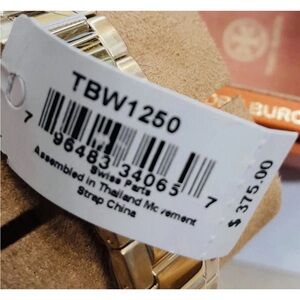 TBW1250
7 96483 34065 7
Swiss Parts
Assembled in Thailand Movement
Strap China
$ 375.00
BURC